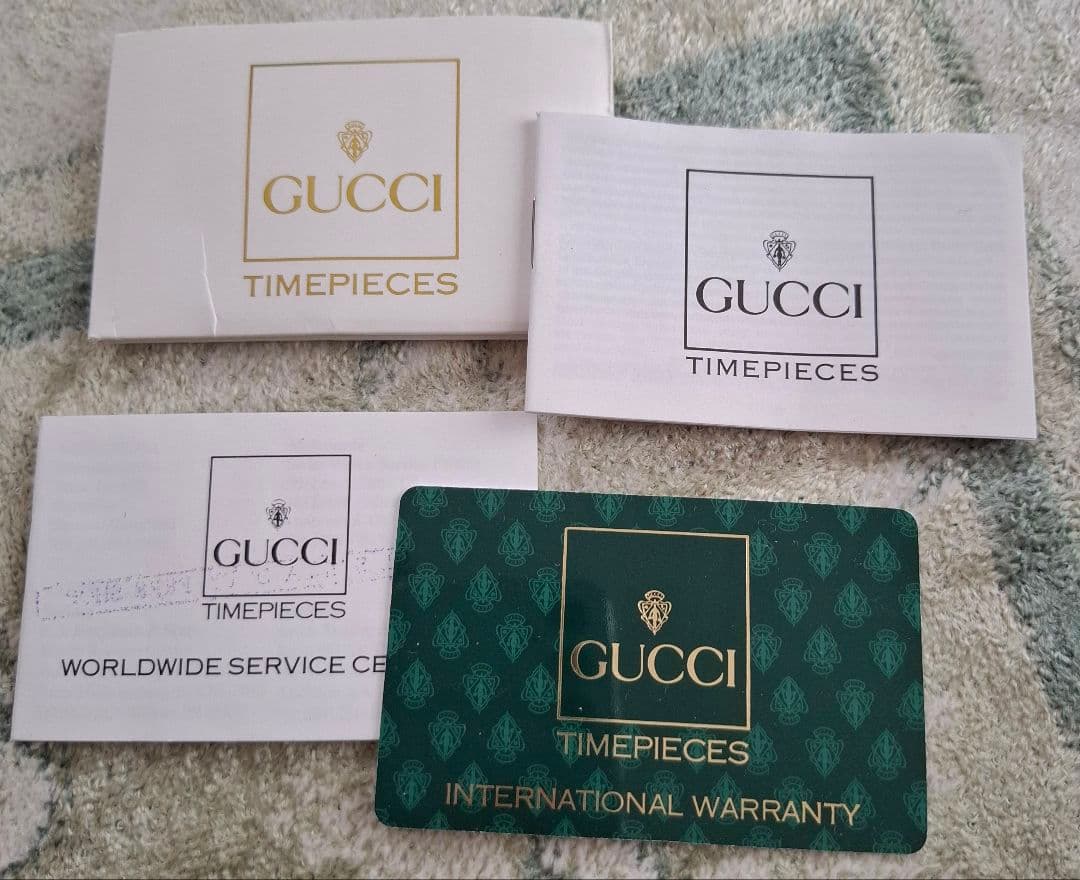 GUCCI
TIMEPIECES
GUCCI
TIMEPIECES
GUCCI
TIMEPIECES
WORLDWIDE SERVICE CE
GUCCI
TIMEPIECES
INTERNATIONAL WARRANTY